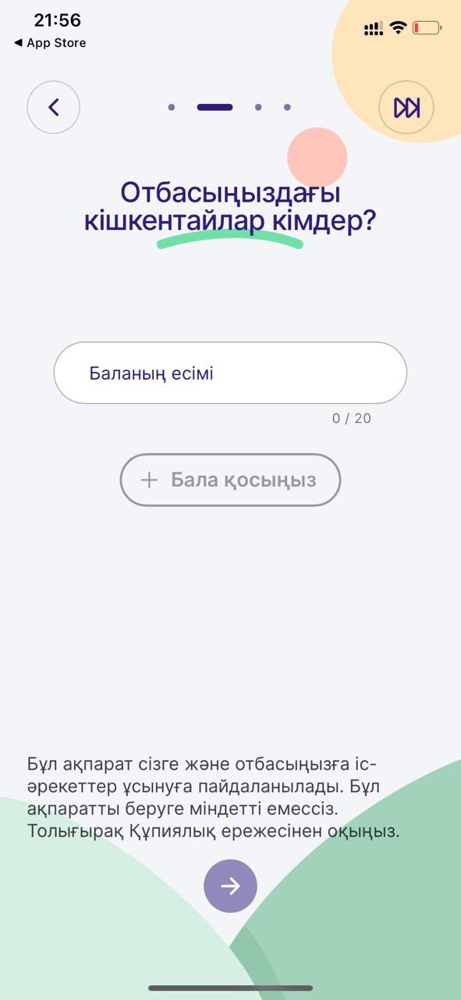 21:56
◀ App Store
Отбасыңыздағы
кішкентайлар кімдер?
Баланың есімі
0 / 20
+ Бала қосыңыз
Бұл ақпарат сізге және отбасыңызға іс-
әрекеттер ұсынуға пайдаланылады. Бұл
ақпаратты беруге міндетті емессіз.
Толығырақ Құпиялық ережесінен оқыңыз.